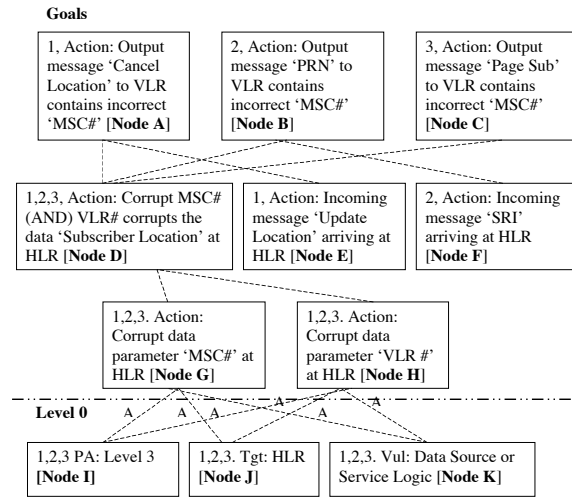 Goals
1, Action: Output
message ‘Cancel
Location’ to VLR
contains incorrect
‘MSC#’ [Node A]
2, Action: Output
message ‘PRN’ to
VLR contains
incorrect ‘MSC#’
[Node B]
3, Action: Output
message ‘Page Sub’
to VLR contains
incorrect ‘MSC#’
[Node C]
1,2,3, Action: Corrupt MSC#
(AND) VLR# corrupts the
data ‘Subscriber Location’ at
HLR [Node D]
1, Action: Incoming
message ‘Update
Location’ arriving at
HLR [Node E]
2, Action: Incoming
message ‘SRI’
arriving at HLR
[Node F]
1,2,3. Action:
Corrupt data
parameter ‘MSC#’ at
HLR [Node G]
1,2,3. Action:
Corrupt data
parameter ‘VLR #’
at HLR [Node H]
Level 0
A A A A A A
1,2,3 PA: Level 3
[Node I]
1,2,3. Tgt: HLR
[Node J]
1,2,3. Vul: Data Source or
Service Logic [Node K]